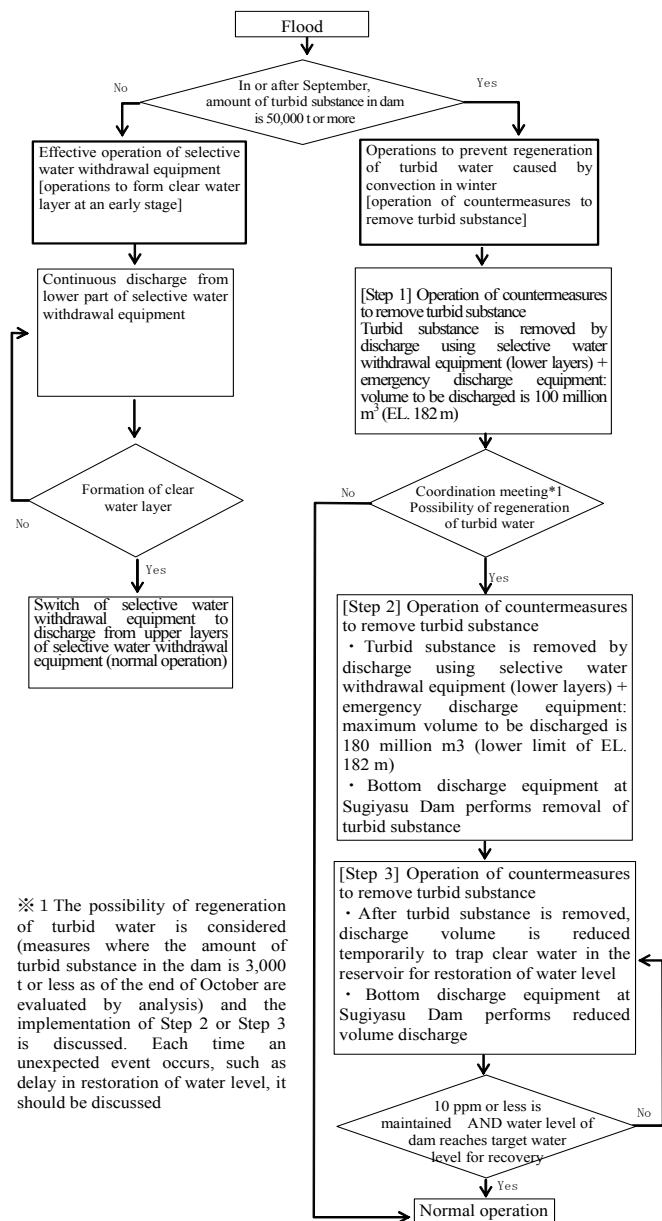 Flood
In or after September,
amount of turbid substance in dam
is 50,000 t or more
No
Yes
Effective operation of selective
water withdrawal equipment
[operations to form clear water
layer at an early stage]
Operations to prevent regeneration
of turbid water caused by
convection in winter
[operation of countermeasures to
remove turbid substance]
Continuous discharge from
lower part of selective water
withdrawal equipment
[Step 1] Operation of countermeasures
to remove turbid substance
Turbid substance is removed by
discharge using selective water
withdrawal equipment (lower layers) +
emergency discharge equipment:
volume to be discharged is 100 million
m³ (EL. 182 m)
Formation of clear
water layer
No
Yes
No
Coordination meeting*1
Possibility of regeneration
of turbid water
Yes
Switch of selective water
withdrawal equipment to
discharge from upper layers
of selective water withdrawal
equipment (normal operation)
[Step 2] Operation of countermeasures
to remove turbid substance
・ Turbid substance is removed by
discharge using selective water
withdrawal equipment (lower layers) +
emergency discharge equipment:
maximum volume to be discharged is
180 million m3 (lower limit of EL.
182 m)
・ Bottom discharge equipment at
Sugiyasu Dam performs removal of
turbid substance
[Step 3] Operation of countermeasures
to remove turbid substance
・ After turbid substance is removed,
discharge volume is reduced
temporarily to trap clear water in the
reservoir for restoration of water level
・ Bottom discharge equipment at
Sugiyasu Dam performs reduced
volume discharge
※ 1 The possibility of regeneration
of turbid water is considered
(measures where the amount of
turbid substance in the dam is 3,000
t or less as of the end of October are
evaluated by analysis) and the
implementation of Step 2 or Step 3
is discussed. Each time an
unexpected event occurs, such as
delay in restoration of water level, it
should be discussed
10 ppm or less is
maintained AND water level of
dam reaches target water
level for recovery
No
Yes
Normal operation